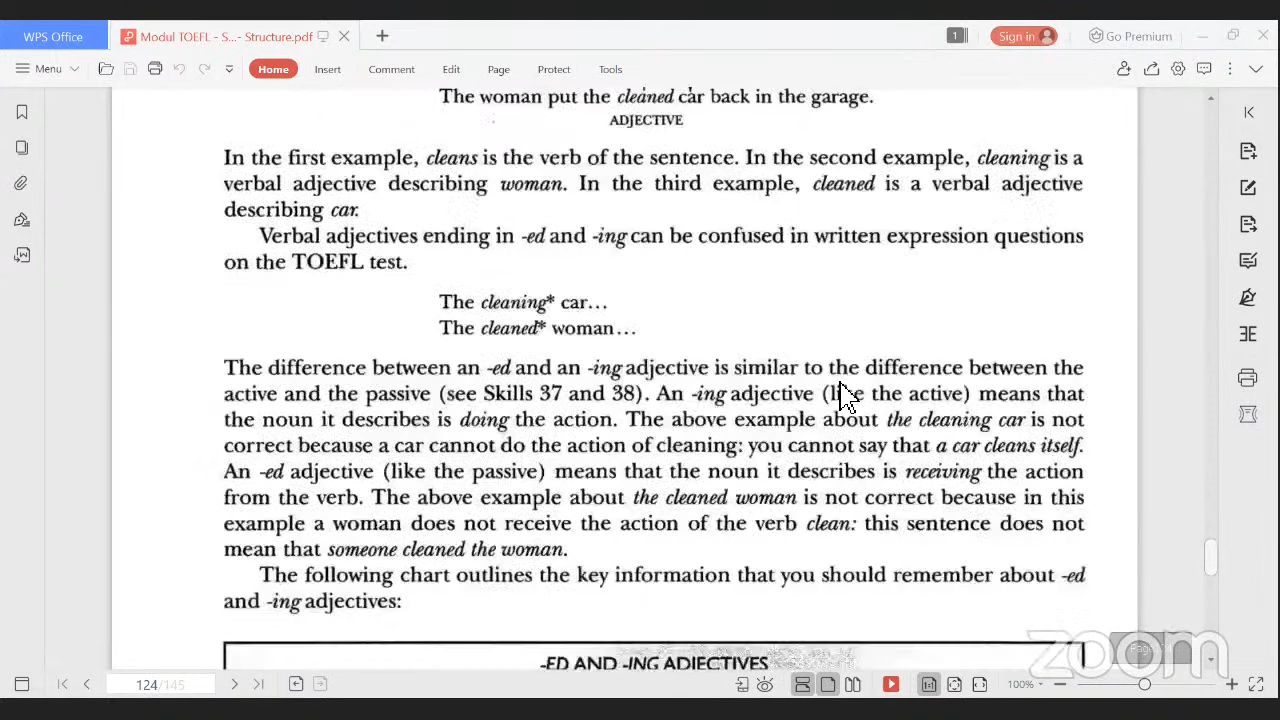 WPS Office
Modul TOEFL - S...- Structure.pdf
1
Sign in
Go Premium
Menu
Home
Insert
Comment
Edit
Page
Protect
Tools
The woman put the cleaned car back in the garage.
ADJECTIVE
In the first example, cleans is the verb of the sentence. In the second example, cleaning is a
verbal adjective describing woman. In the third example, cleaned is a verbal adjective
describing car.
Verbal adjectives ending in -ed and -ing can be confused in written expression questions
on the TOEFL test.
The cleaning* car...
The cleaned* woman...
The difference between an -ed and an -ing adjective is similar to the difference between the
active and the passive (see Skills 37 and 38). An -ing adjective (like the active) means that
the noun it describes is doing the action. The above example about the cleaning car is not
correct because a car cannot do the action of cleaning: you cannot say that a car cleans itself.
An -ed adjective (like the passive) means that the noun it describes is receiving the action
from the verb. The above example about the cleaned woman is not correct because in this
example a woman does not receive the action of the verb clean: this sentence does not
mean that someone cleaned the woman.
The following chart outlines the key information that you should remember about -ed
and -ing adjectives:
-ED AND -ING ADJECTIVES
zoom
124/145
100%